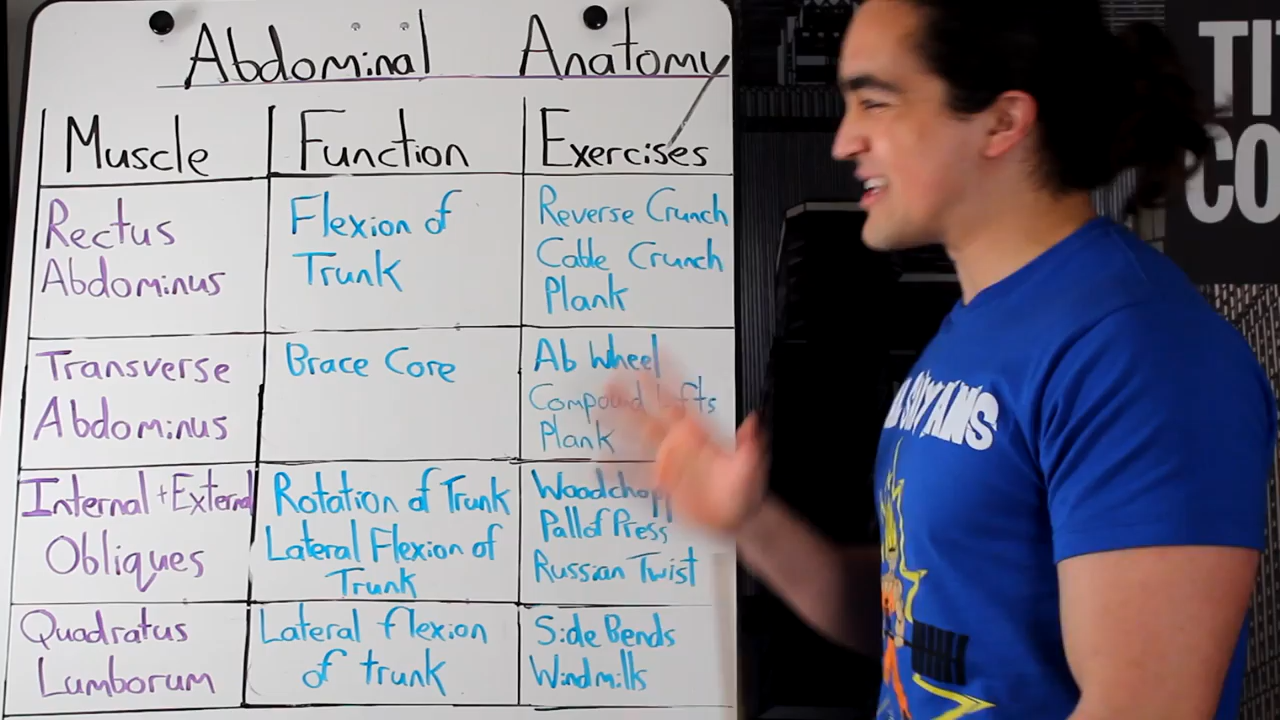 Abdominal Anatomy
Muscle Function Exercises
Rectus Abdominus
Flexion of Trunk
Reverse Crunch
Cable Crunch
Plank
Transverse Abdominus
Brace Core
Ab Wheel
Compound Lifts
Plank
Internal + External
Obliques
Rotation of Trunk
Lateral Flexion of
Trunk
Pallof Press
Russian Twist
Quadratus
Lumborum
Lateral flexion
of trunk
Side Bends
Windmills
TI
CO